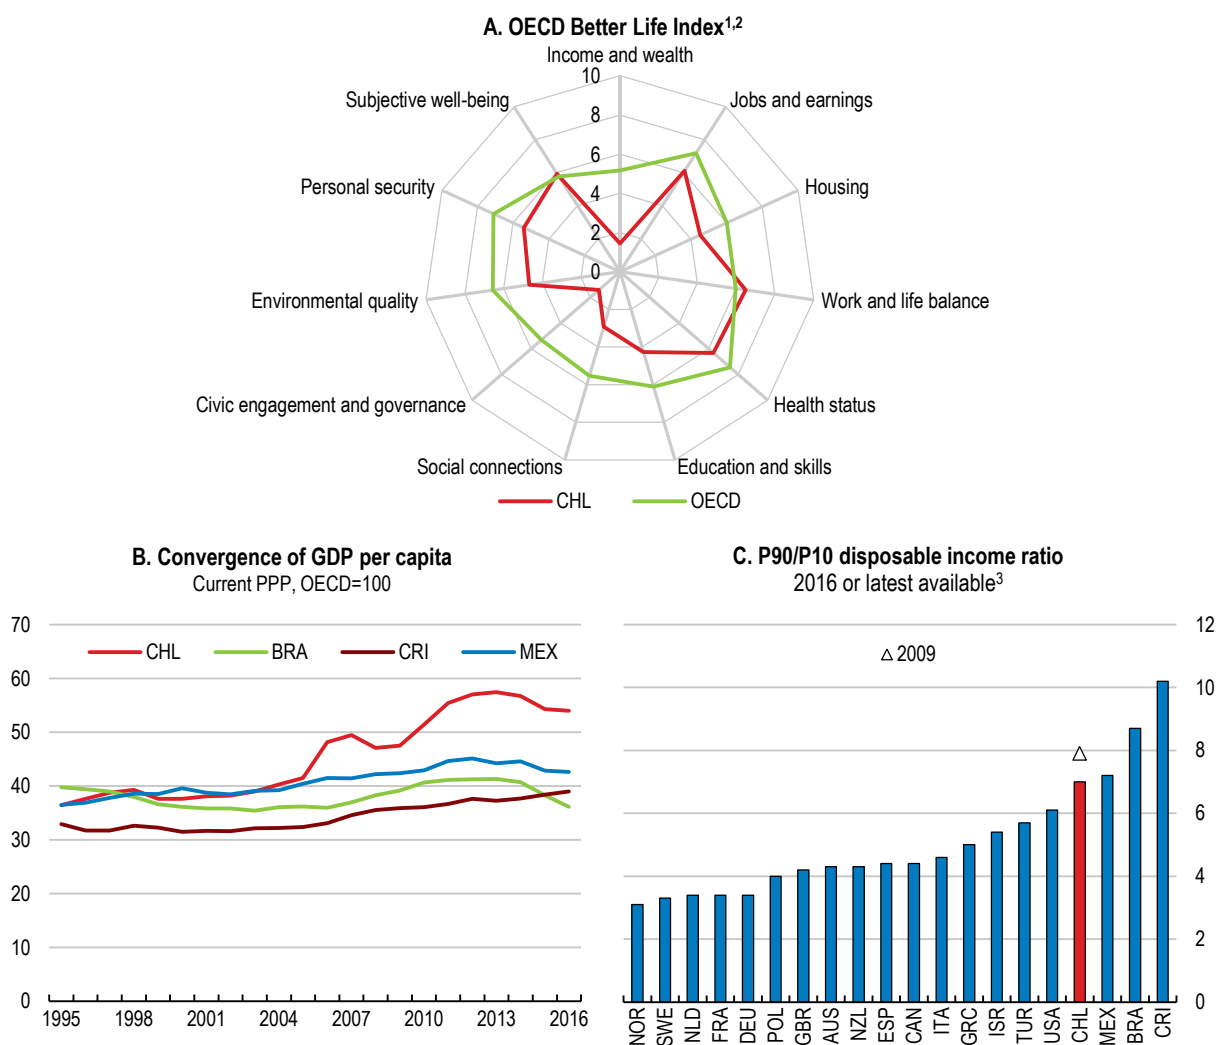 A. OECD Better Life Index1,2
Income and wealth
10
Subjective well-being
Jobs and earnings
8
6
Personal security
Housing
4
2
0
Environmental quality
Work and life balance
Civic engagement and governance
Health status
Social connections
Education and skills
CHL
OECD
B. Convergence of GDP per capita
Current PPP, OECD=100
70
CHL
BRA
CRI
MEX
60
50
40
30
20
10
0
1995
1998
2001
2004
2007
2010
2013
2016
C. P90/P10 disposable income ratio
2016 or latest available3
12
2009
10
8
6
4
2
0
NOR
SWE
NLD
FRA
DEU
POL
GBR
AUS
NZL
ESP
CAN
ITA
GRC
ISR
TUR
USA
CHL
MEX
BRA
CRI